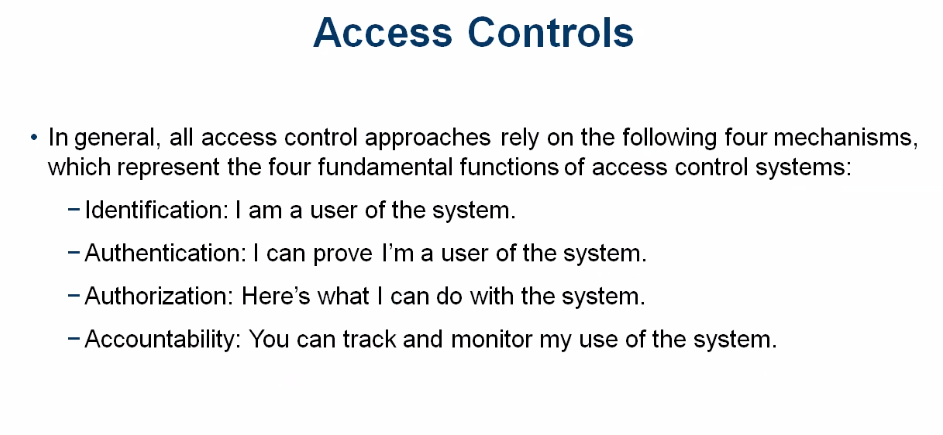 Access Controls
• In general, all access control approaches rely on the following four mechanisms,
which represent the four fundamental functions of access control systems:
– Identification: I am a user of the system.
– Authentication: I can prove I’m a user of the system.
– Authorization: Here’s what I can do with the system.
– Accountability: You can track and monitor my use of the system.